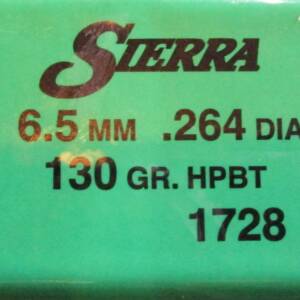 SIERRA
6.5 MM .264 DIA
130 GR. HPBT
1728